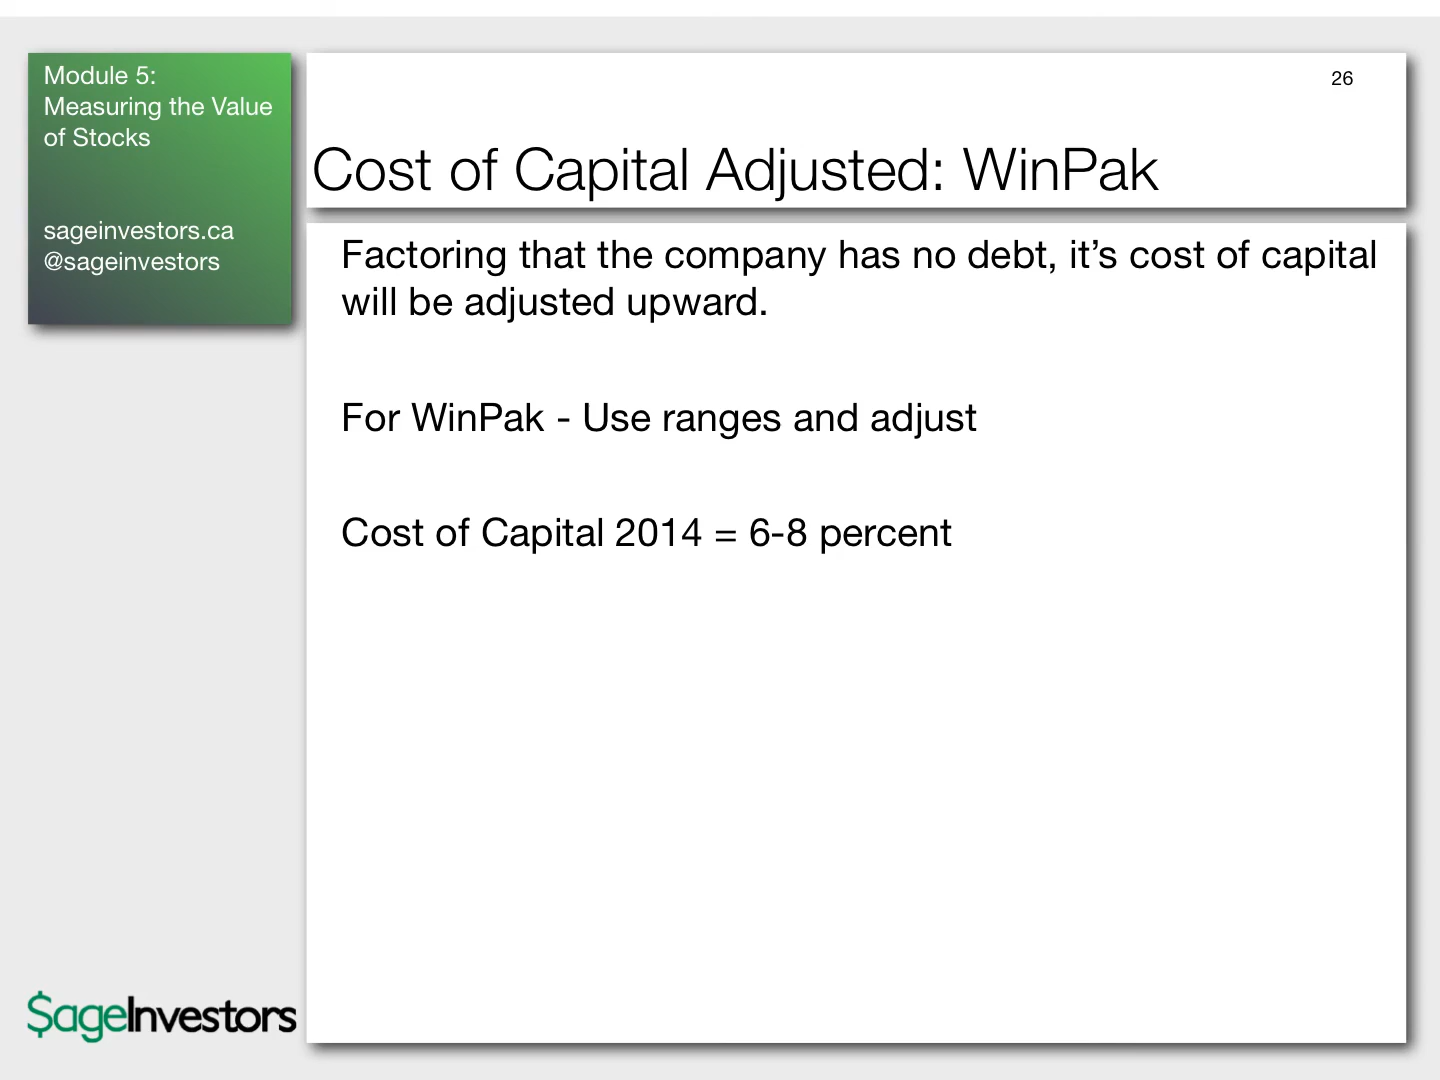 Module 5:
Measuring the Value
of Stocks
sageinvestors.ca
@sageinvestors
26
Cost of Capital Adjusted: WinPak
Factoring that the company has no debt, it’s cost of capital
will be adjusted upward.
For WinPak - Use ranges and adjust
Cost of Capital 2014 = 6-8 percent
$ageInvestors